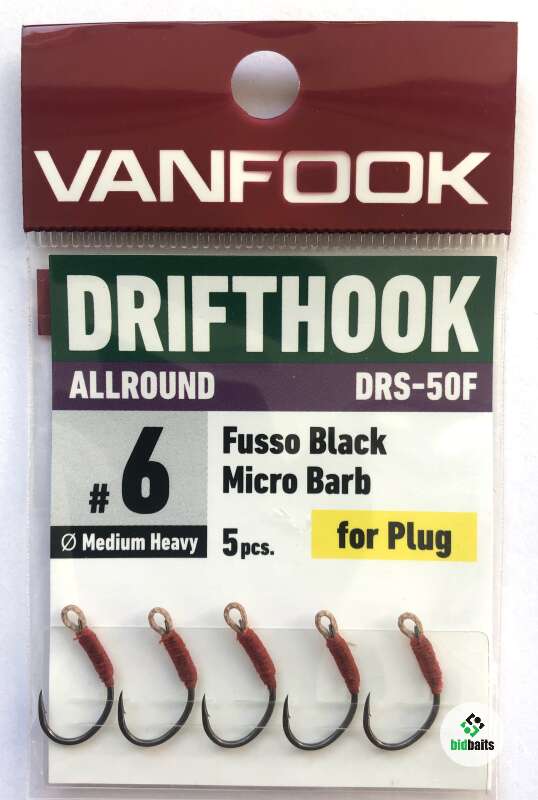 VANFOOK
DRIFTHOOK
ALLROUND DRS-50F
#6
Fusso Black
Micro Barb
Ø Medium Heavy
5pcs.
for Plug
bidbaits